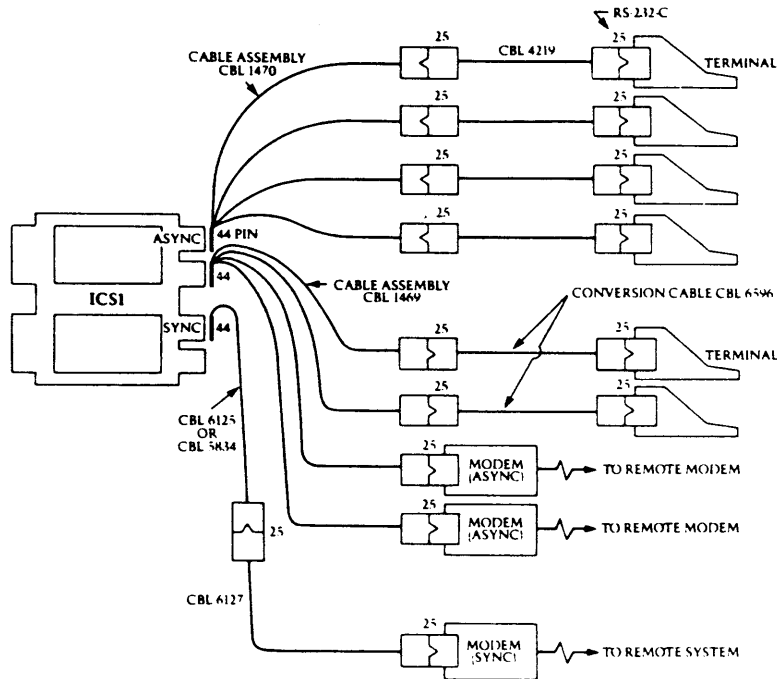 RS-232-C
25
25
CBL 4219
CABLE ASSEMBLY
CBL 1470
TERMINAL
25
25
25
25
25
25
ASYNC
44 PIN
44
ICS1
SYNC
44
CABLE ASSEMBLY
CBL 1469
CONVERSION CABLE CBL 6596
25
25
TERMINAL
25
25
CBL 6125
OR
CBL 5834
25
MODEM
(ASYNC)
TO REMOTE MODEM
25
MODEM
(ASYNC)
TO REMOTE MODEM
25
CBL 6127
25
MODEM
(SYNC)
TO REMOTE SYSTEM